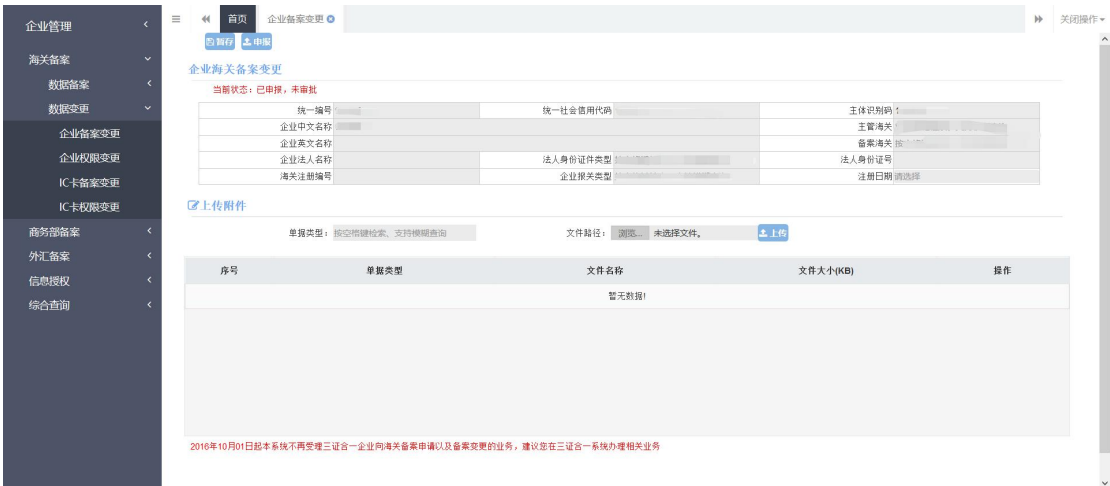 企业管理
首页 企业备案变更 关闭操作
暂存 申报
海关备案
数据备案
数据变更
企业备案变更
企业权限变更
IC卡备案变更
IC卡权限变更
商务部备案
外汇备案
信息授权
综合查询
企业海关备案变更
当前状态:已申报,未审批
统一编号 统一社会信用代码 主体识别码
企业中文名称 主管海关
企业英文名称 备案海关
企业法人名称 法人身份证件类型 法人身份证号
海关注册编号 企业报关类型 注册日期 请选择
上传附件
单据类型: 按空格键检索、支持模糊查询 文件路径: 浏览... 未选择文件。 上传
序号 单据类型 文件名称 文件大小(KB) 操作
暂无数据!
2016年10月01日起本系统不再受理三证合一企业向海关备案申请以及备案变更的业务,建议您在三证合一系统办理相关业务